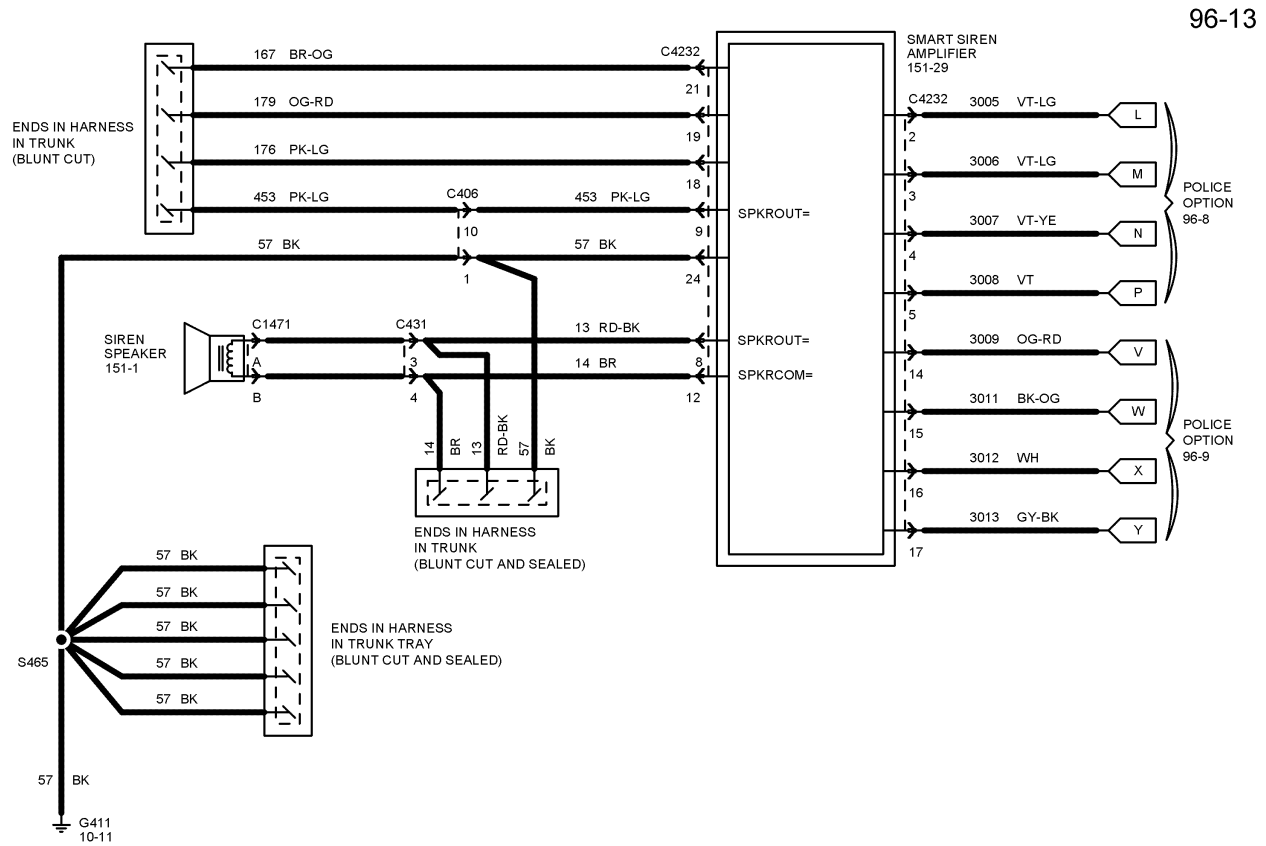 96-13
167 BR-OG
C4232
21
179 OG-RD
19
176 PK-LG
18
453 PK-LG
C406
10
453 PK-LG
9
SPKROUT=
57 BK
1
57 BK
24
ENDS IN HARNESS
IN TRUNK
(BLUNT CUT)
SIREN
SPEAKER
151-1
C1471
A
B
C431
3
4
13 RD-BK
8
SPKROUT=
14 BR
12
SPKRCOM=
14
BR
13
RD-BK
57
BK
ENDS IN HARNESS
IN TRUNK
(BLUNT CUT AND SEALED)
SMART SIREN
AMPLIFIER
151-29
C4232
3005 VT-LG
L
2
3006 VT-LG
M
3
3007 VT-YE
N
4
3008 VT
P
5
POLICE
OPTION
96-8
3009 OG-RD
V
14
3011 BK-OG
W
15
3012 WH
X
16
3013 GY-BK
Y
17
POLICE
OPTION
96-9
57 BK
57 BK
57 BK
57 BK
57 BK
S465
ENDS IN HARNESS
IN TRUNK TRAY
(BLUNT CUT AND SEALED)
57 BK
G411
10-11